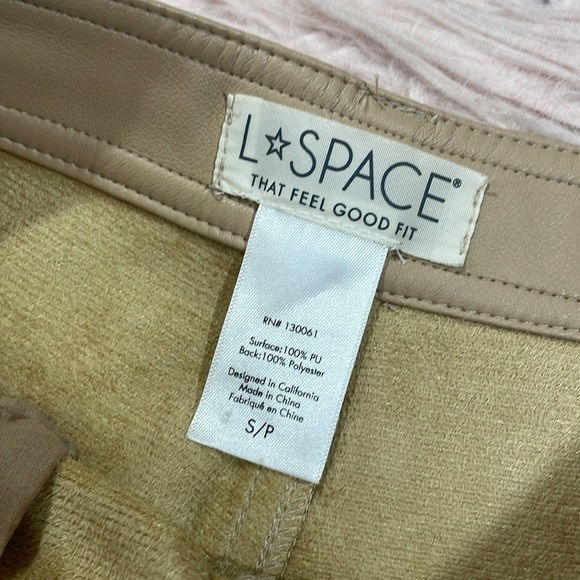 L☆SPACE®
THAT FEEL GOOD FIT
RN# 130061
Surface:100% PU
Back:100% Polyester
Designed in California
Made in China
Fabriqué en Chine
S/P